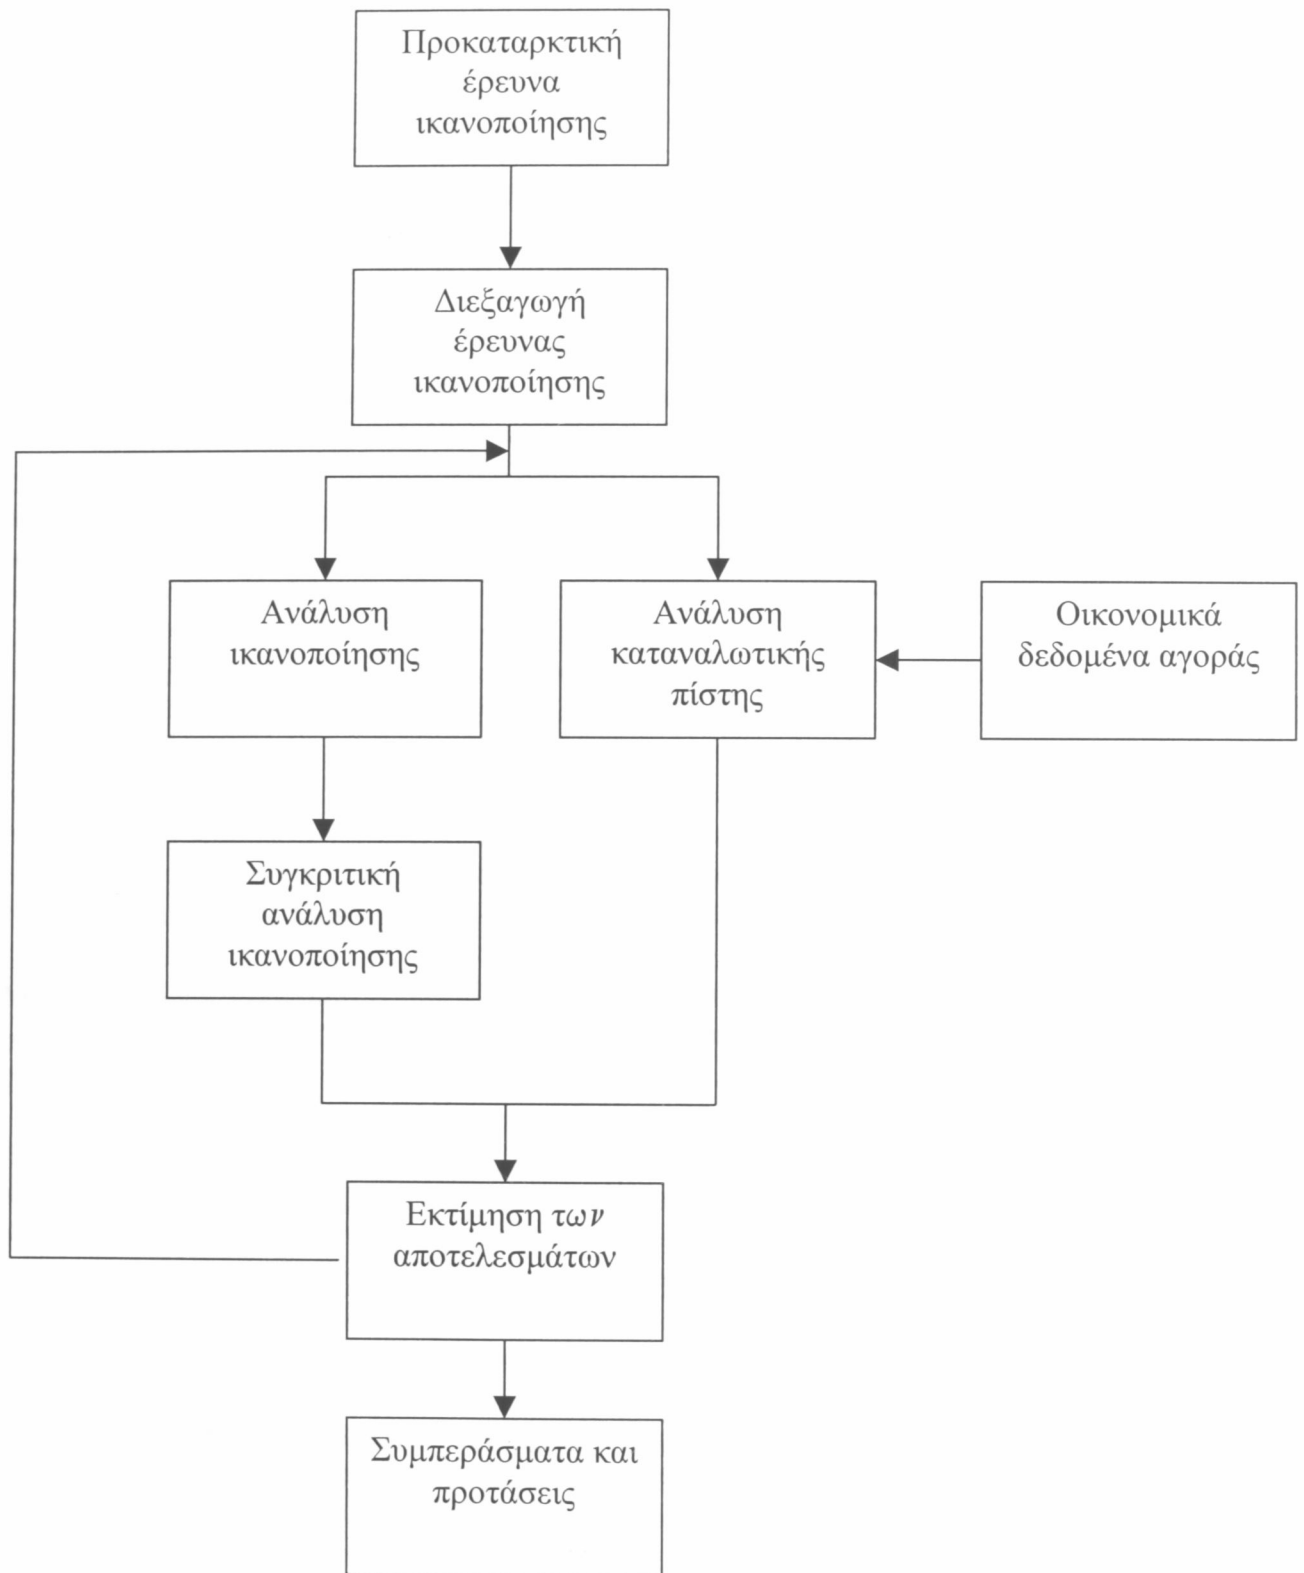 Προκαταρκτική
έρευνα
ικανοποίησης
Διεξαγωγή
έρευνας
ικανοποίησης
Ανάλυση
ικανοποίησης
Ανάλυση
καταναλωτικής
πίστης
Οικονομικά
δεδομένα αγοράς
Συγκριτική
ανάλυση
ικανοποίησης
Εκτίμηση των
αποτελεσμάτων
Συμπεράσματα και
προτάσεις